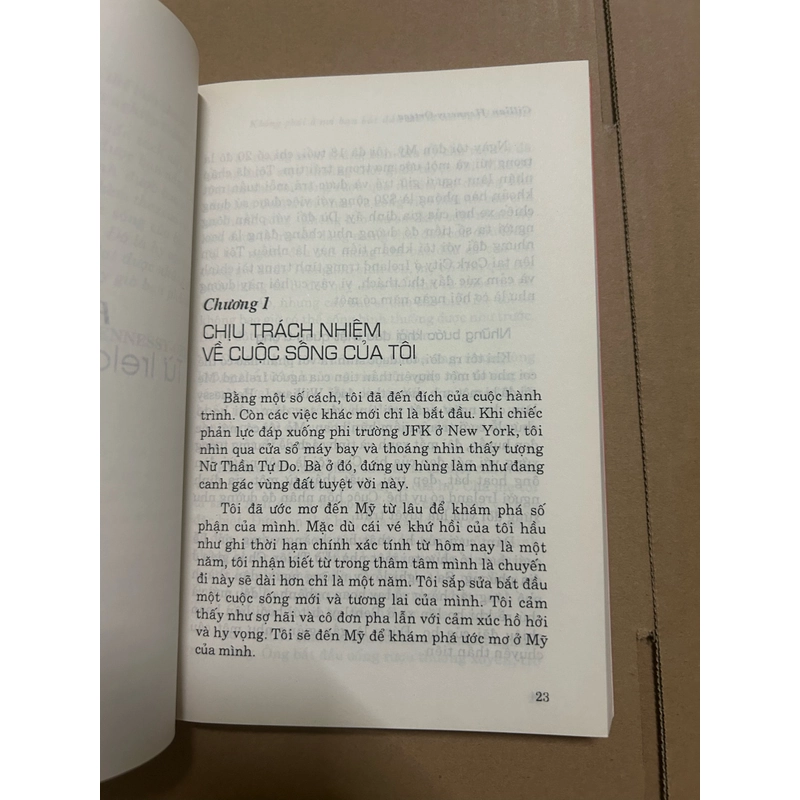 Chương 1
CHỊU TRÁCH NHIỆM
VỀ CUỘC SỐNG CỦA TÔI
Bằng một số cách, tôi đã đến đích của cuộc hành
trình. Còn các việc khác mới chỉ là bắt đầu. Khi chiếc
phản lực đáp xuống phi trường JFK ở New York, tôi
nhìn qua cửa sổ máy bay và thoáng nhìn thấy tượng
Nữ Thần Tự Do. Bà ở đó, đứng uy hùng làm như đang
canh gác vùng đất tuyệt vời này.
Tôi đã ước mơ đến Mỹ từ lâu để khám phá số
phận của mình. Mặc dù cái vé khứ hồi của tôi hầu
như ghi thời hạn chính xác tính từ hôm nay là một
năm, tôi nhận biết từ trong thâm tâm mình là chuyến
đi này sẽ dài hơn chỉ là một năm. Tôi sắp sửa bắt đầu
một cuộc sống mới và tương lai của mình. Tôi cảm
thấy như sợ hãi và cô đơn pha lẫn với cảm xúc hồ hởi
và hy vọng. Tôi sẽ đến Mỹ để khám phá ước mơ ở Mỹ
của mình.
23